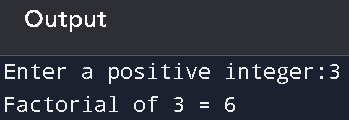 Output
Enter a positive integer:3
Factorial of 3 = 6